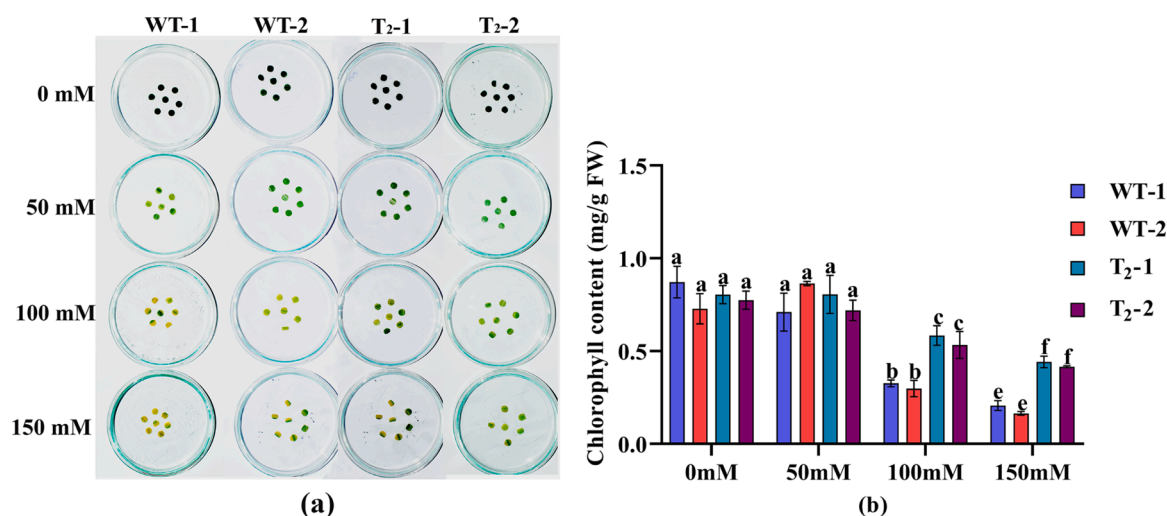 WT-1 WT-2 T₂-1 T₂-2
0 mM
50 mM
100 mM
150 mM
(a)
Chlorophyll content (mg/g FW)
1.5
1.0
0.5
0.0
a a a a
a a a a
b b c c
e e f f
0mM 50mM 100mM 150mM
WT-1
WT-2
T₂-1
T₂-2
(b)